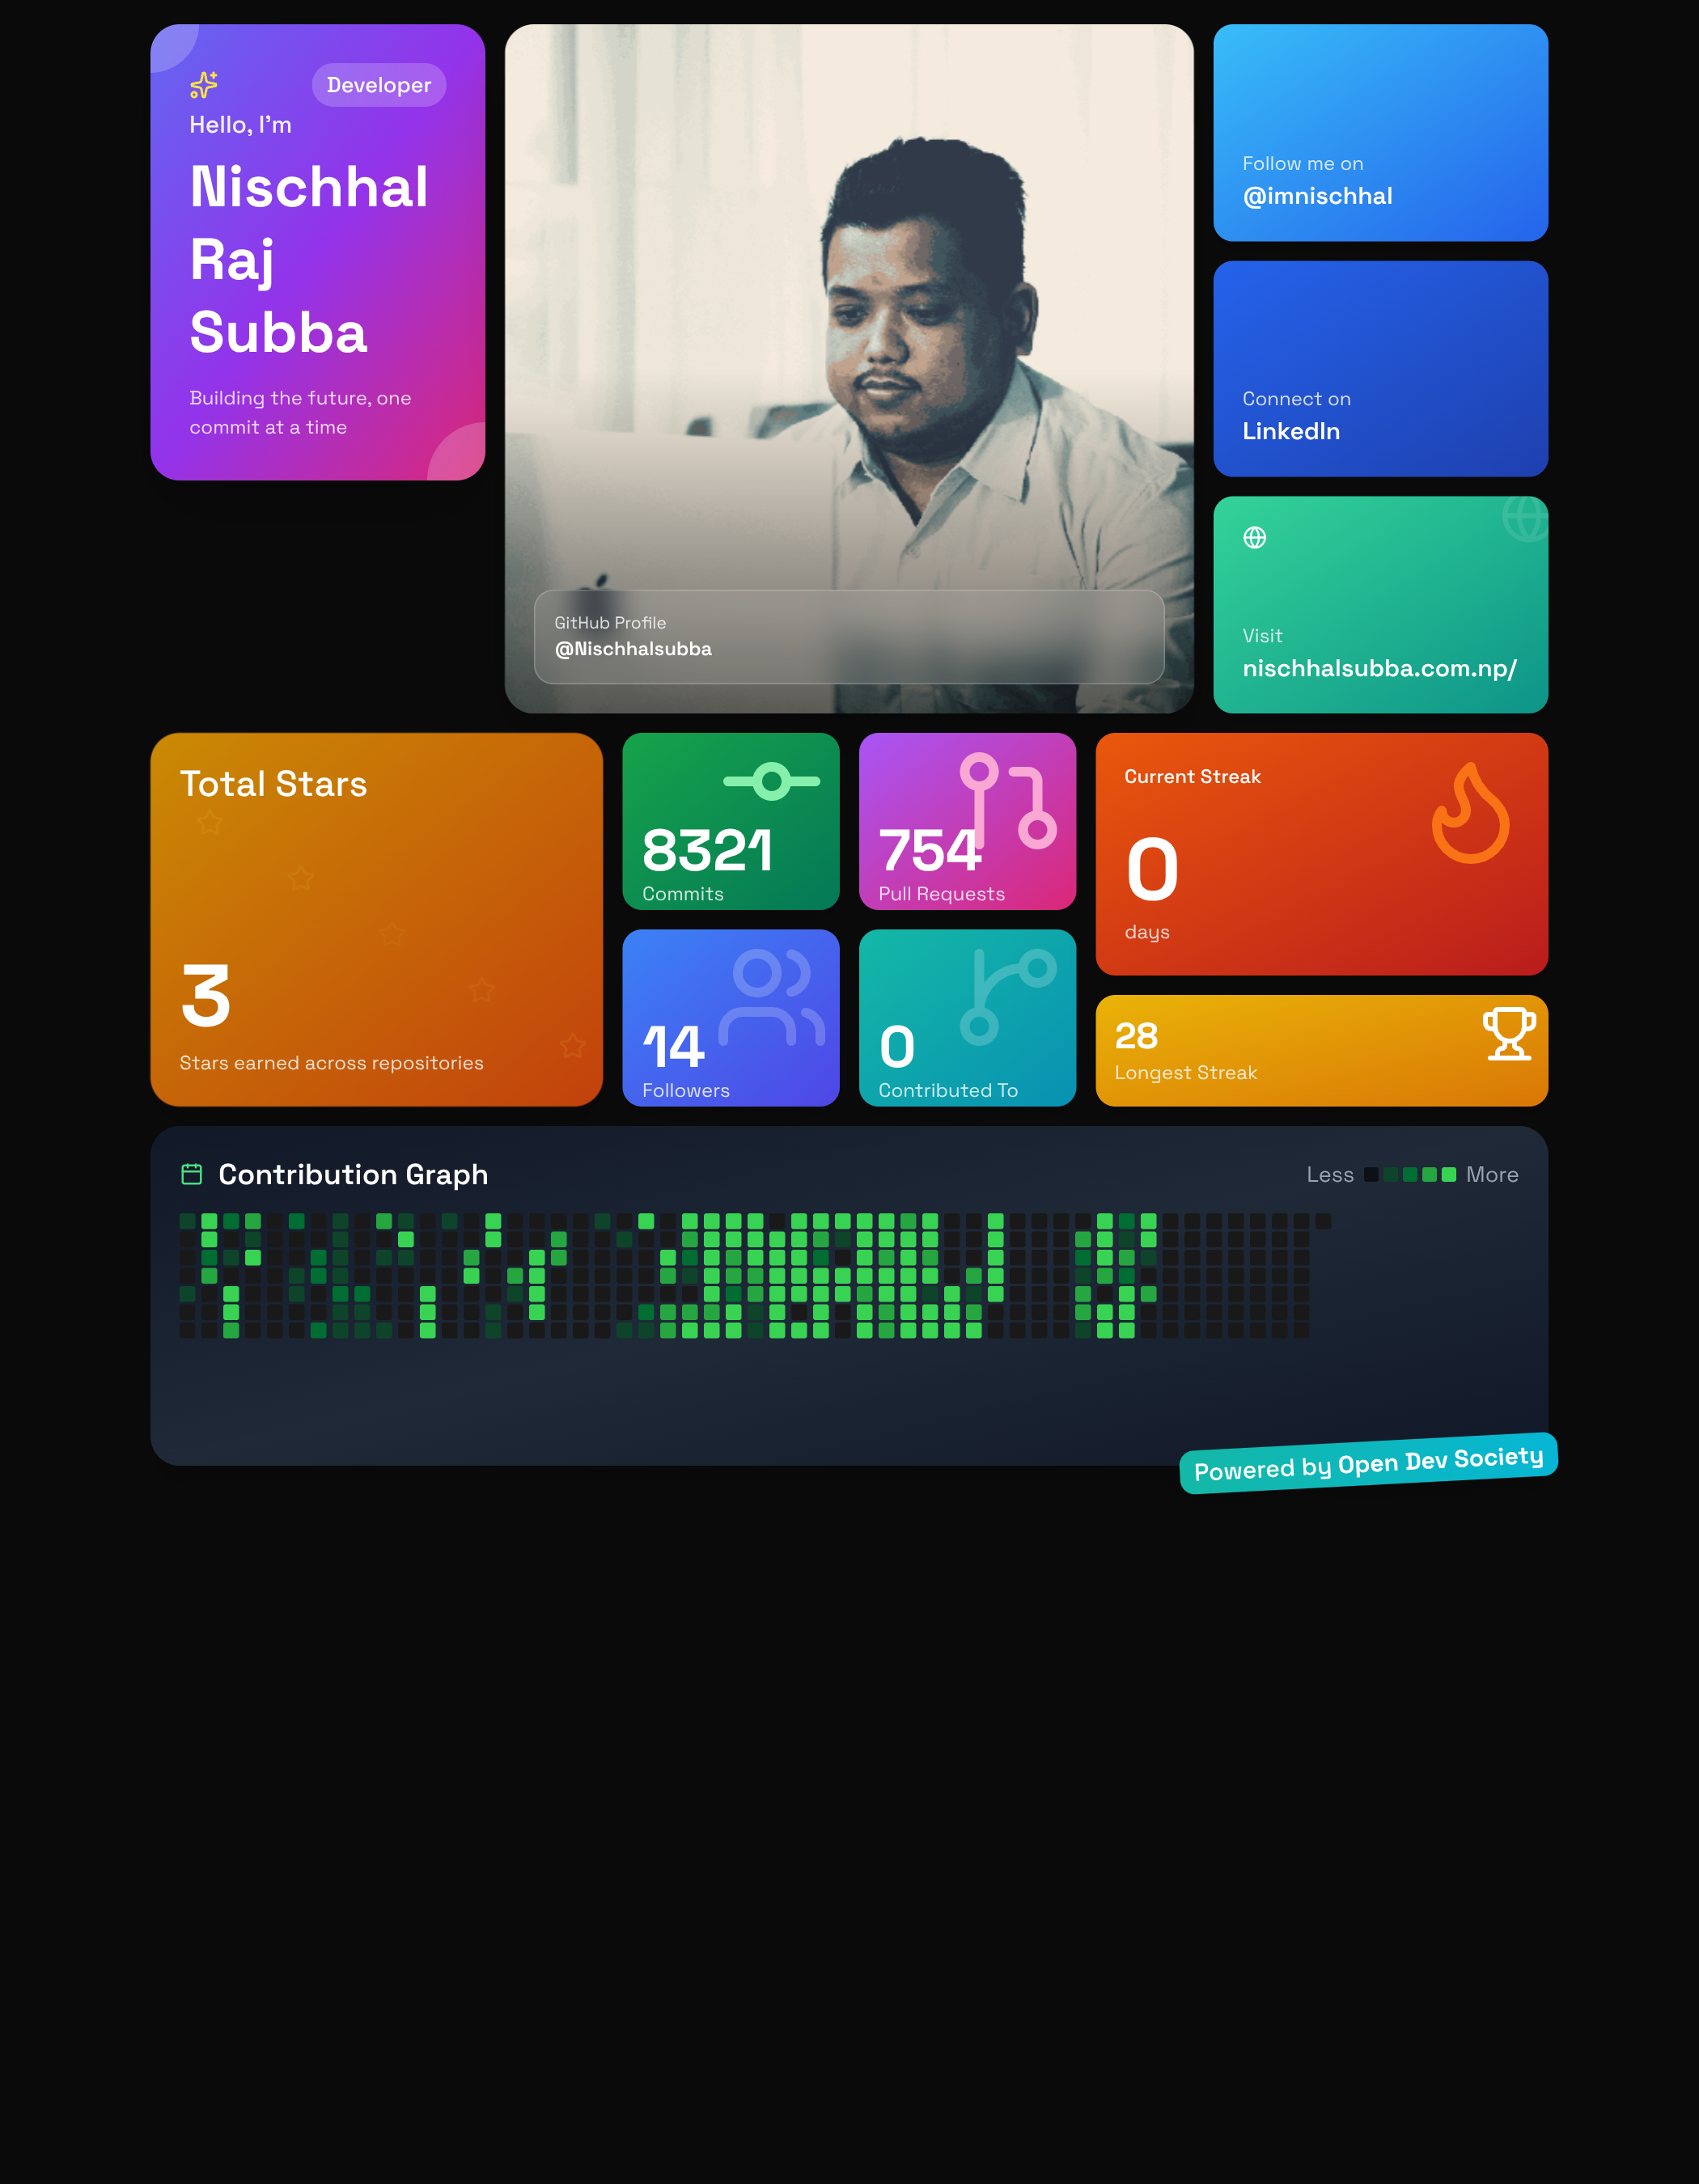 Developer
Hello, I'm
Nischhal
Raj
Subba
Building the future, one
commit at a time
GitHub Profile
@Nischhalsubba
Follow me on
@imnischhal
Connect on
LinkedIn
Visit
nischhalsubba.com.np/
Total Stars
3
Stars earned across repositories
8321
Commits
754
Pull Requests
14
Followers
0
Contributed To
Current Streak
0
days
28
Longest Streak
Contribution Graph
Less
More
Powered by Open Dev Society